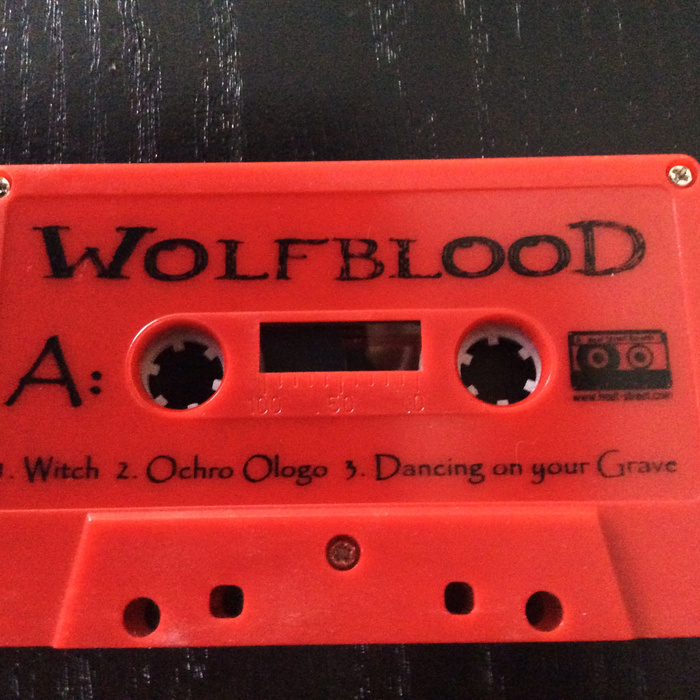 WOLFBLOOD
A:
100 50 0
1. Witch 2. Ochro Ologo 3. Dancing on your Grave